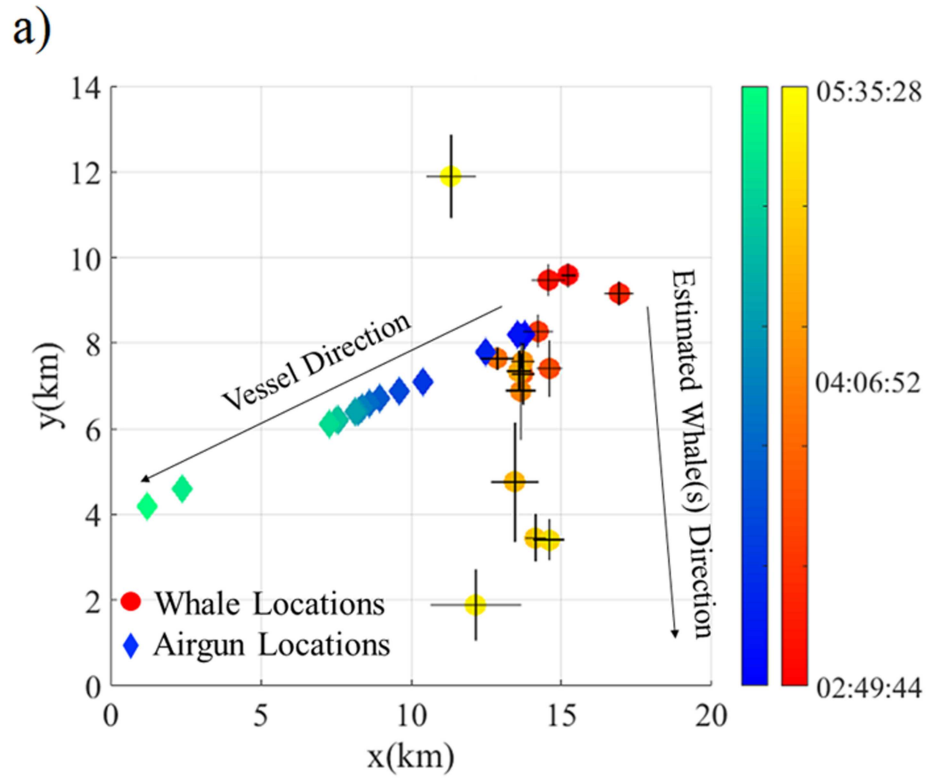 a)
14
12
10
8
6
4
2
0
y(km)
0 5 10 15 20
x(km)
Vessel Direction
Estimated Whale(s) Direction
Whale Locations
Airgun Locations
05:35:28
04:06:52
02:49:44